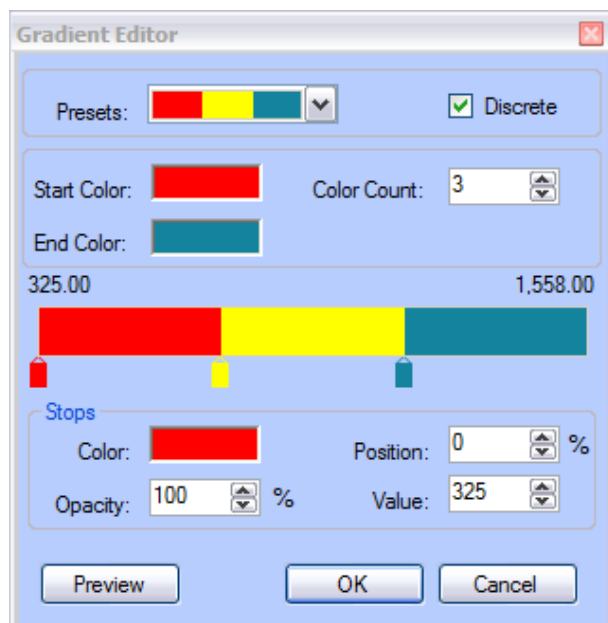 Gradient Editor
Presets: Discrete
Start Color: Color Count: 3
End Color:
325.00 1,558.00
Stops
Color: Position: 0 %
Opacity: 100 % Value: 325
Preview OK Cancel